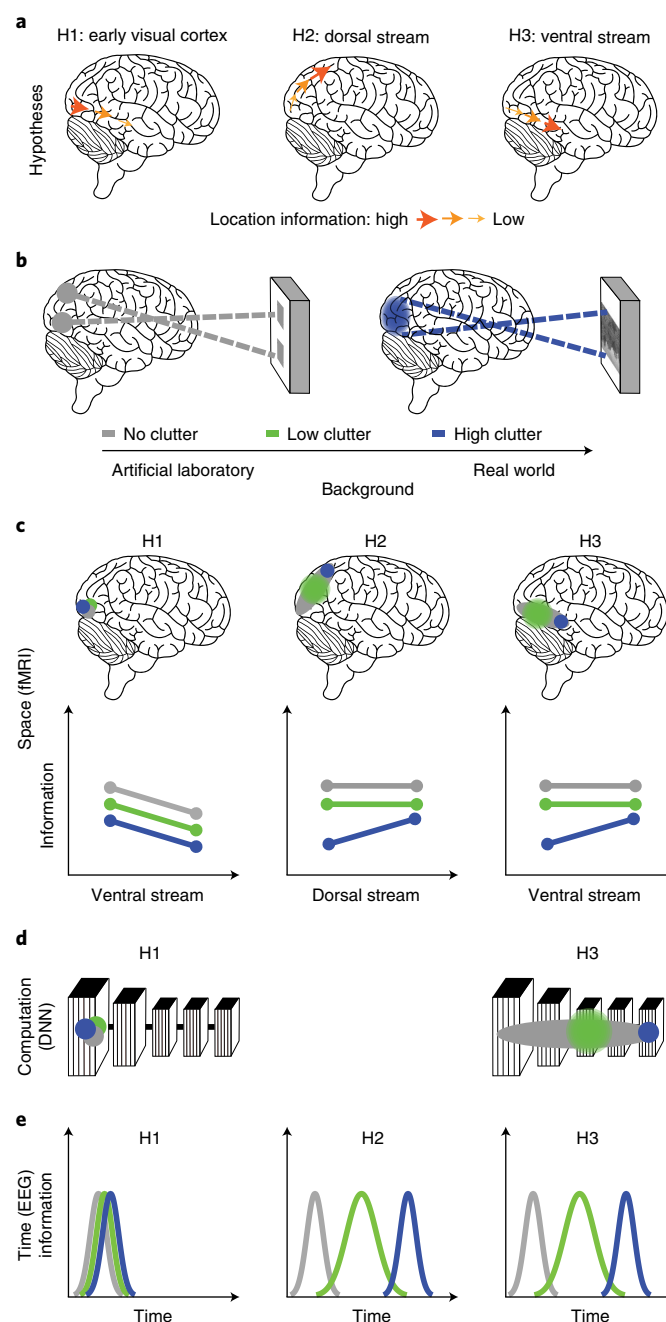 a
H1: early visual cortex
H2: dorsal stream
H3: ventral stream
Hypotheses
Location information: high
Low
b
No clutter
Low clutter
High clutter
Artificial laboratory
Real world
Background
c
H1
H2
H3
Space (fMRI)
Information
Ventral stream
Dorsal stream
Ventral stream
d
H1
H3
Computation
(DNN)
e
H1
H2
H3
Time (EEG)
information
Time
Time
Time